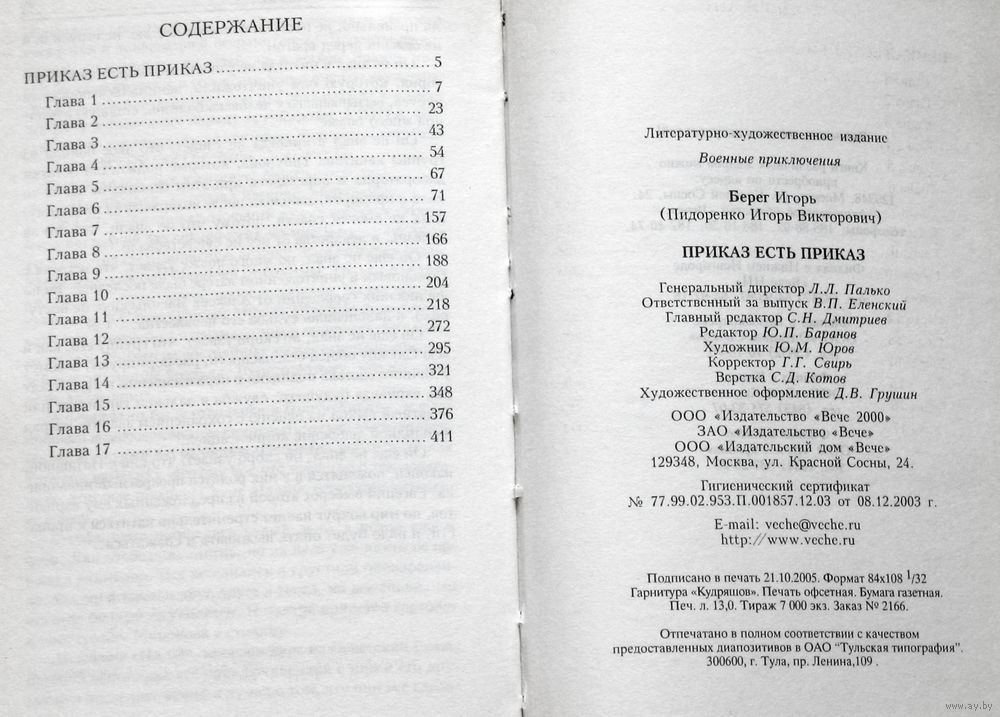 СОДЕРЖАНИЕ
ПРИКАЗ ЕСТЬ ПРИКАЗ ........ 5
Глава 1 ........ 7
Глава 2 ........ 23
Глава 3 ........ 43
Глава 4 ........ 54
Глава 5 ........ 67
Глава 6 ........ 71
Глава 7 ........ 157
Глава 8 ........ 166
Глава 9 ........ 188
Глава 10 ........ 204
Глава 11 ........ 218
Глава 12 ........ 272
Глава 13 ........ 295
Глава 14 ........ 321
Глава 15 ........ 348
Глава 16 ........ 376
Глава 17 ........ 411
Литературно-художественное издание
Военные приключения
Берег Игорь
(Пидоренко Игорь Викторович)
ПРИКАЗ ЕСТЬ ПРИКАЗ
Генеральный директор Л.Л. Палько
Ответственный за выпуск В.П. Еленский
Главный редактор С.Н. Дмитриев
Редактор Ю.П. Баранов
Художник Ю.М. Юров
Корректор Г.Г. Свирь
Верстка С.Д. Котов
Художественное оформление Д.В. Грушин
ООО «Издательство «Вече 2000»
ЗАО «Издательство «Вече»
ООО «Издательский дом «Вече»
129348, Москва, ул. Красной Сосны, 24.
Гигиенический сертификат
№ 77.99.02.953.П.001857.12.03 от 08.12.2003 г.
E-mail: veche@veche.ru
http://www.veche.ru
Подписано в печать 21.10.2005. Формат 84х108 1/32
Гарнитура «Кудряшов». Печать офсетная. Бумага газетная.
Печ. л. 13,0. Тираж 7 000 экз. Заказ № 2166.
Отпечатано в полном соответствии с качеством
предоставленных диапозитивов в ОАО "Тульская типография".
300600, г. Тула, пр. Ленина,109 .
www.ay.by